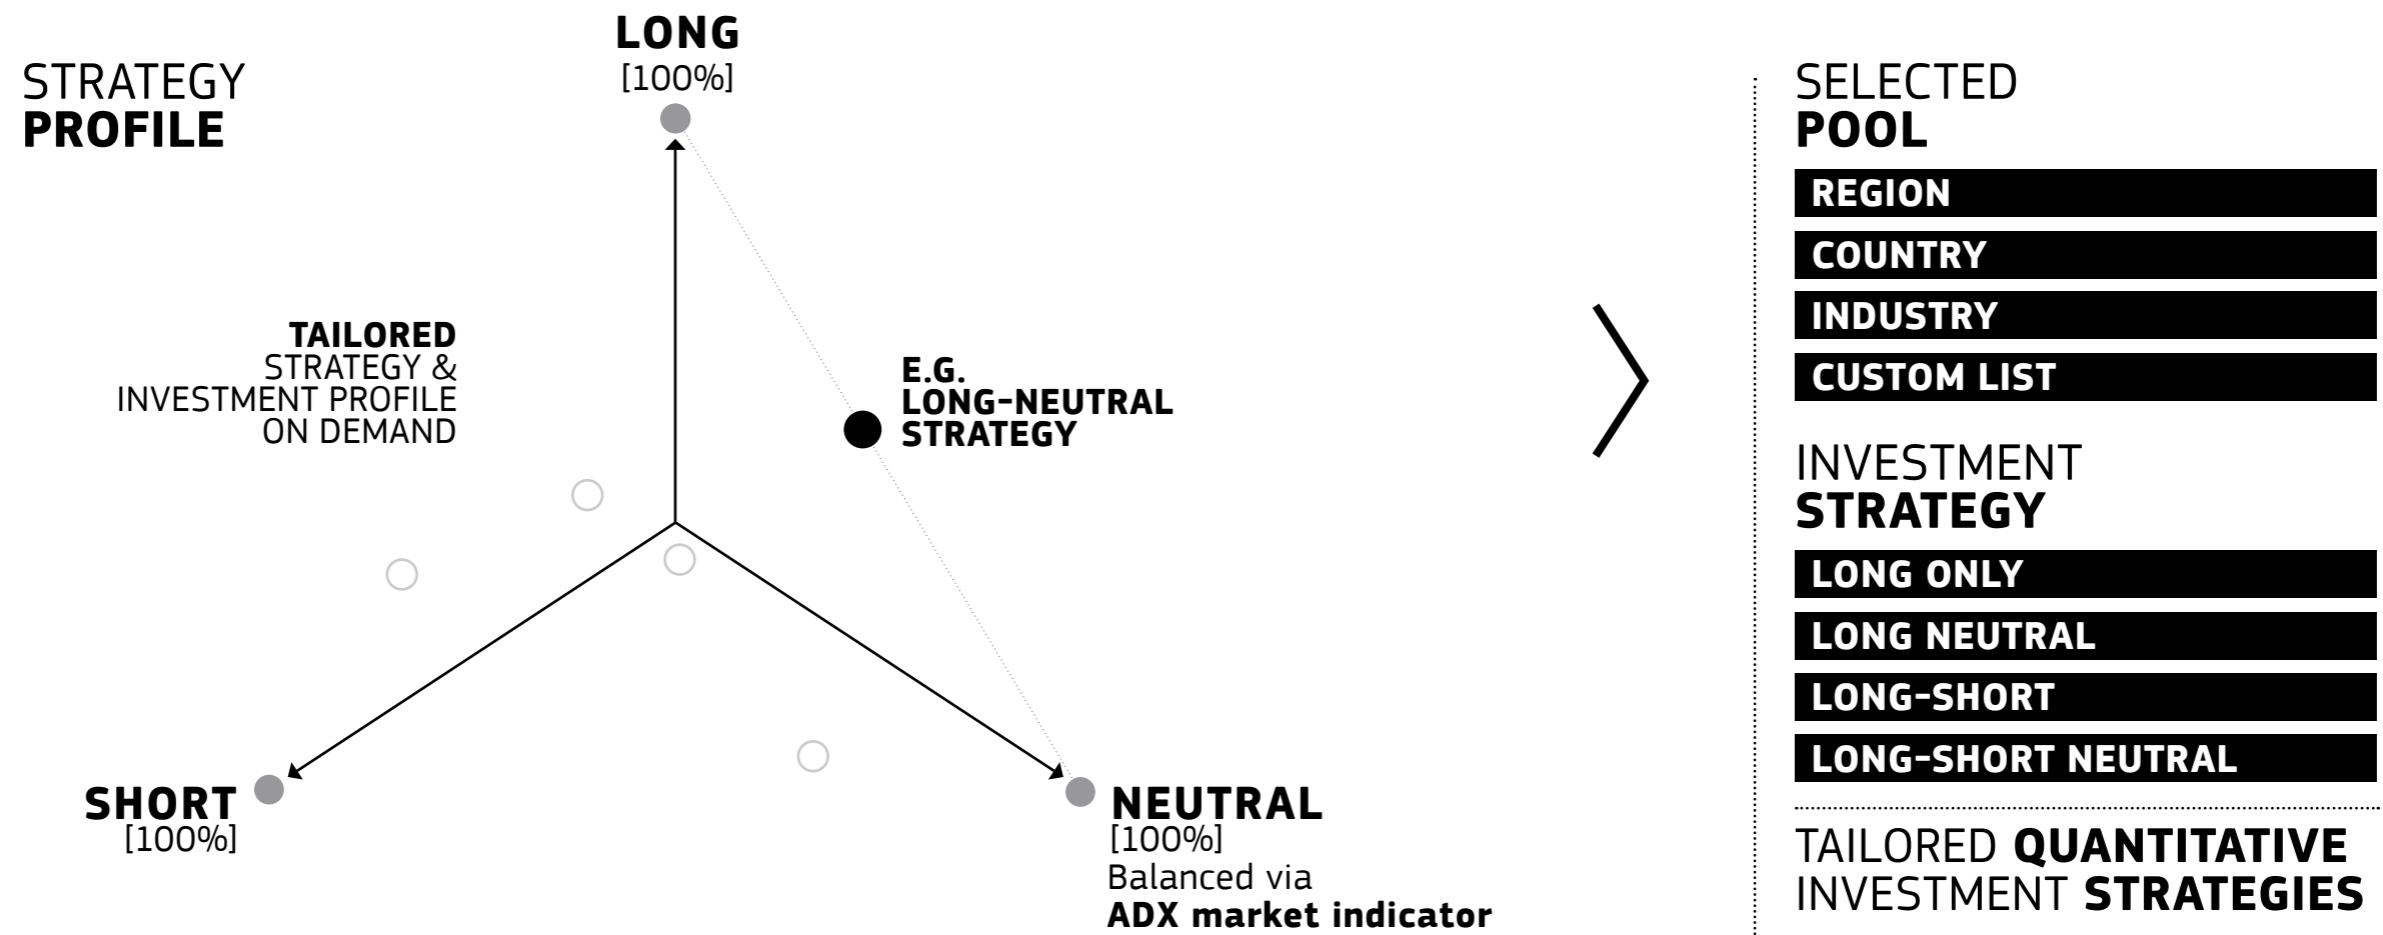 STRATEGY
PROFILE
LONG
[100%]
TAILORED
STRATEGY &
INVESTMENT PROFILE
ON DEMAND
E.G.
LONG-NEUTRAL
STRATEGY
SHORT
[100%]
NEUTRAL
[100%]
Balanced via
ADX market indicator
SELECTED
POOL
REGION
COUNTRY
INDUSTRY
CUSTOM LIST
INVESTMENT
STRATEGY
LONG ONLY
LONG NEUTRAL
LONG-SHORT
LONG-SHORT NEUTRAL
TAILORED QUANTITATIVE
INVESTMENT STRATEGIES